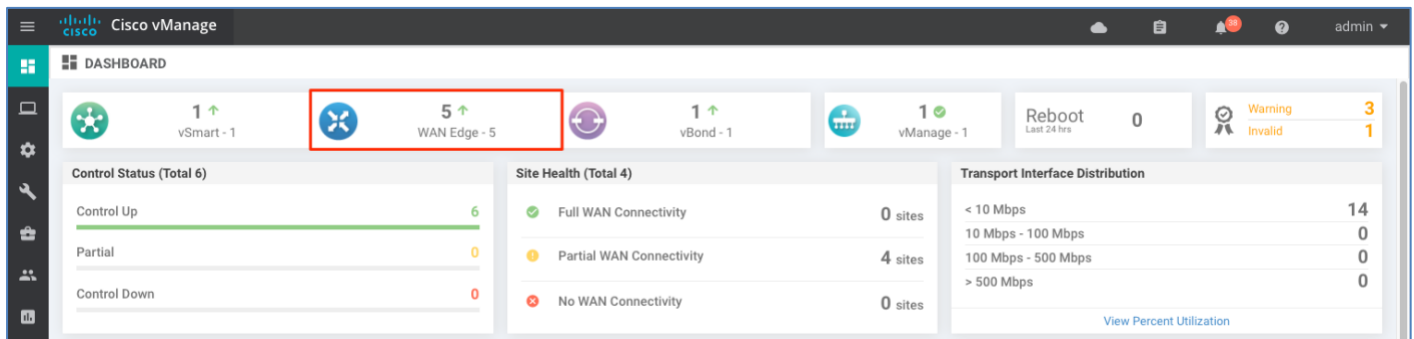 cisco Cisco vManage 38 admin
DASHBOARD
1 vSmart - 1
5 WAN Edge - 5
1 vBond - 1
1 vManage - 1
Reboot Last 24 hrs 0
Warning 3
Invalid 1
Control Status (Total 6)
Control Up 6
Partial 0
Control Down 0
Site Health (Total 4)
Full WAN Connectivity 0 sites
Partial WAN Connectivity 4 sites
No WAN Connectivity 0 sites
Transport Interface Distribution
< 10 Mbps 14
10 Mbps - 100 Mbps 0
100 Mbps - 500 Mbps 0
> 500 Mbps 0
View Percent Utilization